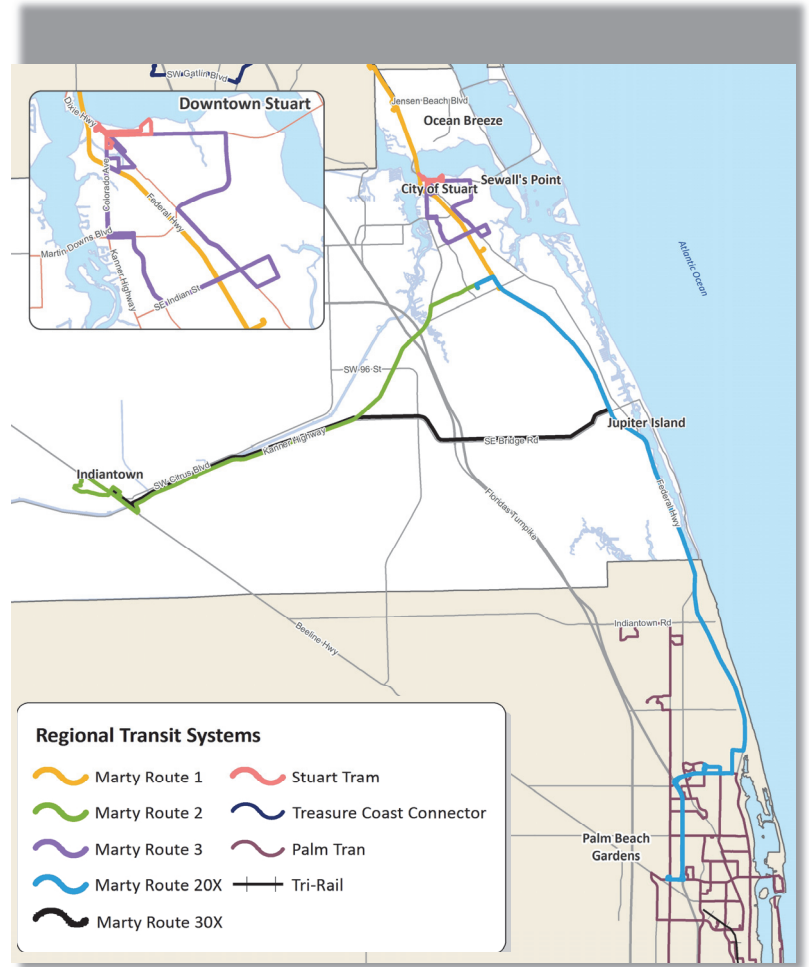 SW Gatlin Blvd
Downtown Stuart
Dixie Hwy
Colorado Ave
Federal Hwy
Martin Downs Blvd
Kanner Highway
SE Indian St
Jensen Beach Blvd
Ocean Breeze
Sewall's Point
City of Stuart
Atlantic Ocean
SW 96 St
Jupiter Island
SE Bridge Rd
Kanner Highway
SW Citrus Blvd
Indiantown
Federal Hwy
Floridas Turnpike
Indiantown Rd
Beeline Hwy
Palm Beach
Gardens
Regional Transit Systems
Marty Route 1
Marty Route 2
Marty Route 3
Marty Route 20X
Marty Route 30X
Stuart Tram
Treasure Coast Connector
Palm Tran
Tri-Rail